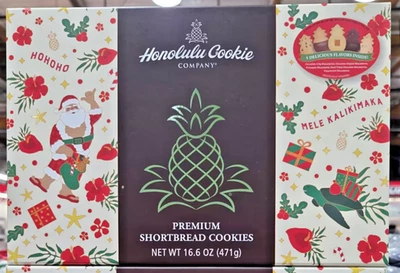 HOHOHO
Honolulu Cookie
COMPANY®
MELE KALIKIMAKA
PREMIUM
SHORTBREAD COOKIES
NET WT 16.6 OZ (471g)